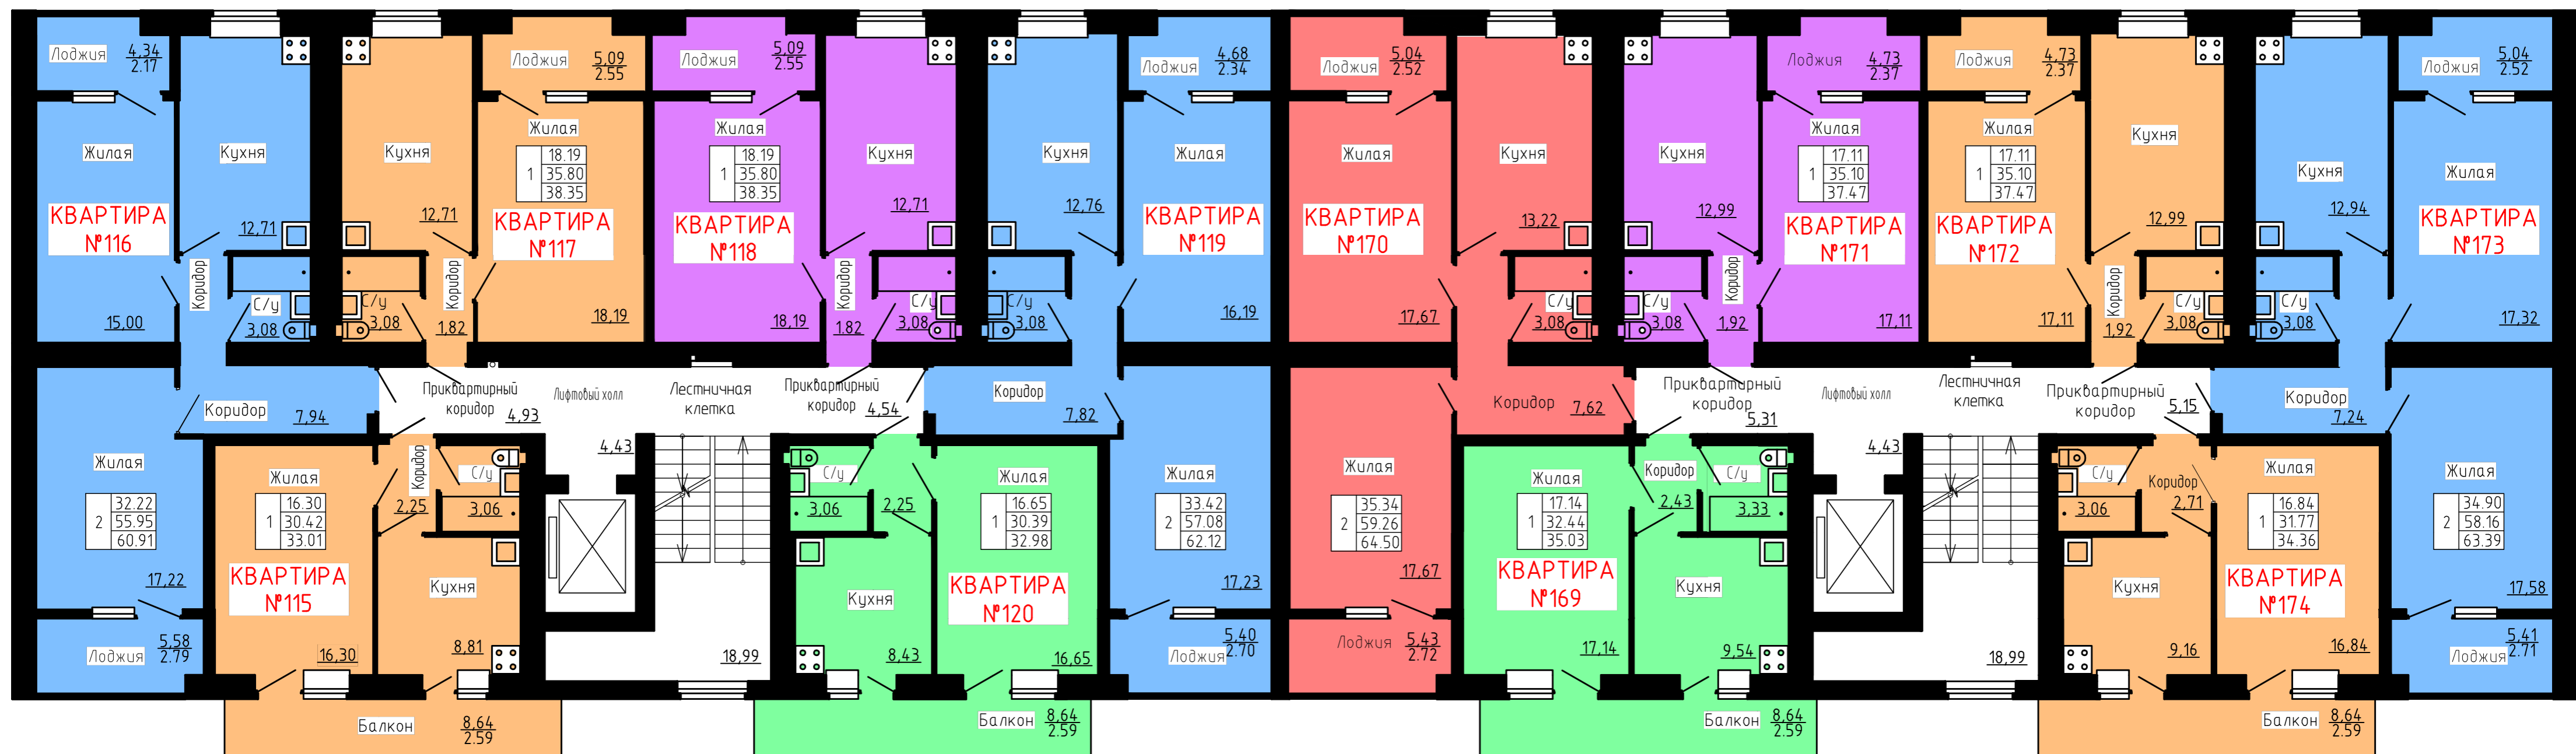 Лоджия
4.34
2.17
Жилая
КВАРТИРА
№116
15,00
Кухня
12,71
Коридор
С/у
3,08
Коридор
7,94
Жилая
2
32.22
55.95
60.91
17,22
Лоджия
5,58
2.79
Кухня
12,71
С/у
3,08
Коридор
1,82
Лоджия
5,09
2.55
Жилая
1
18.19
35.80
38.35
КВАРТИРА
№117
18,19
Лоджия
5,09
2.55
Жилая
1
18.19
35.80
38.35
КВАРТИРА
№118
18,19
Кухня
12,71
Коридор
1.82
С/у
3,08
Кухня
12,76
С/у
3,08
Лоджия
4,68
2.34
Жилая
КВАРТИРА
№119
16,19
Коридор
7,82
Жилая
2
33.42
57.08
62.12
17,23
Лоджия
5,40
2.70
Приквартирный
коридор
4,93
Лифтовый холл
4,43
Лестничная
клетка
18,99
Приквартирный
коридор
4,54
Жилая
1
16.30
30.42
33.01
КВАРТИРА
№115
16,30
Коридор
2,25
С/у
3,06
Кухня
8,81
Балкон
8,64
2.59
С/у
3,06
2,25
Кухня
8,43
Жилая
1
16.65
30.39
32.98
КВАРТИРА
№120
16,65
Балкон
8,64
2.59
Лоджия
5,04
2.52
Жилая
КВАРТИРА
№170
17,67
Кухня
13,22
С/у
3,08
Коридор
7,62
Жилая
2
35.34
59.26
64.50
17,67
Лоджия
5,43
2.72
Кухня
12,99
С/у
3,08
Коридор
1,92
Лоджия
4,73
2.37
Жилая
1
17.11
35.10
37.47
КВАРТИРА
№171
17,11
Лоджия
4,73
2.37
Жилая
1
17.11
35.10
37.47
КВАРТИРА
№172
17,11
Кухня
12,99
Коридор
1,92
С/у
3,08
Кухня
12,94
С/у
3,08
Лоджия
5,04
2.52
Жилая
КВАРТИРА
№173
17,32
Коридор
7,24
Жилая
2
34.90
58.16
63.39
17,58
Лоджия
5,41
2.71
Приквартирный
коридор
5,31
Лифтовый холл
4,43
Лестничная
клетка
18,99
Приквартирный
коридор
5,15
Жилая
1
17.14
32.44
35.03
КВАРТИРА
№169
17,14
Коридор
2,43
С/у
3,33
Кухня
9,54
Балкон
8,64
2.59
С/у
3,06
Коридор
2,71
Кухня
9,16
Жилая
1
16.84
31.77
34.36
КВАРТИРА
№174
16,84
Балкон
8,64
2.59